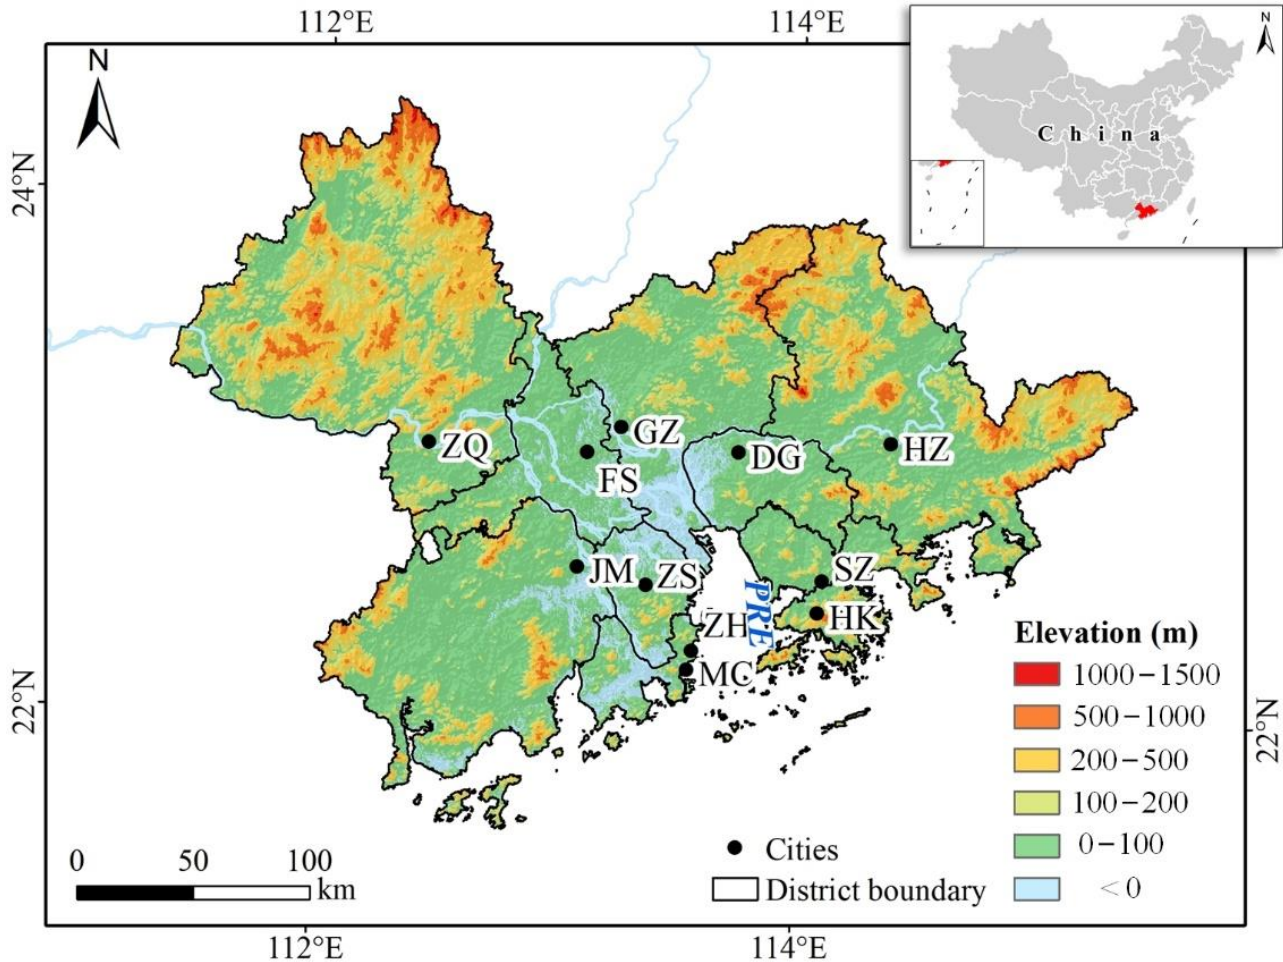 112°E
114°E
N
N
China
24°N
24°N
GZ
ZQ
DG
HZ
FS
JM
ZS
SZ
PRE
HK
ZH
MC
22°N
22°N
Elevation (m)
1000–1500
500–1000
200–500
100–200
0–100
< 0
0 50 100
km
Cities
District boundary
112°E
114°E